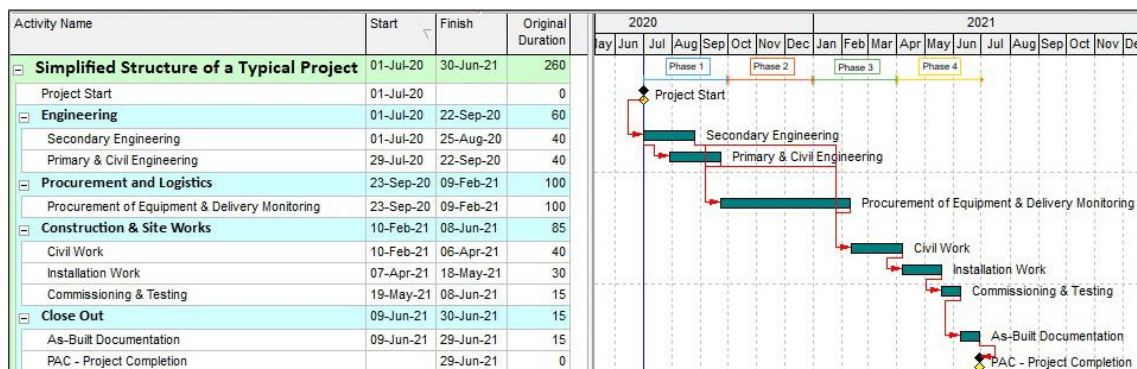 Activity Name Start Finish Original Duration
2020 2021
May Jun Jul Aug Sep Oct Nov Dec Jan Feb Mar Apr May Jun Jul Aug Sep Oct Nov De
Simplified Structure of a Typical Project 01-Jul-20 30-Jun-21 260
Phase 1 Phase 2 Phase 3 Phase 4
Project Start 01-Jul-20 0 Project Start
Engineering 01-Jul-20 22-Sep-20 60
Secondary Engineering 01-Jul-20 25-Aug-20 40 Secondary Engineering
Primary & Civil Engineering 29-Jul-20 22-Sep-20 40 Primary & Civil Engineering
Procurement and Logistics 23-Sep-20 09-Feb-21 100
Procurement of Equipment & Delivery Monitoring 23-Sep-20 09-Feb-21 100 Procurement of Equipment & Delivery Monitoring
Construction & Site Works 10-Feb-21 08-Jun-21 85
Civil Work 10-Feb-21 06-Apr-21 40 Civil Work
Installation Work 07-Apr-21 18-May-21 30 Installation Work
Commissioning & Testing 19-May-21 08-Jun-21 15 Commissioning & Testing
Close Out 09-Jun-21 30-Jun-21 15
As-Built Documentation 09-Jun-21 29-Jun-21 15 As-Built Documentation
PAC - Project Completion 29-Jun-21 0 PAC - Project Completion